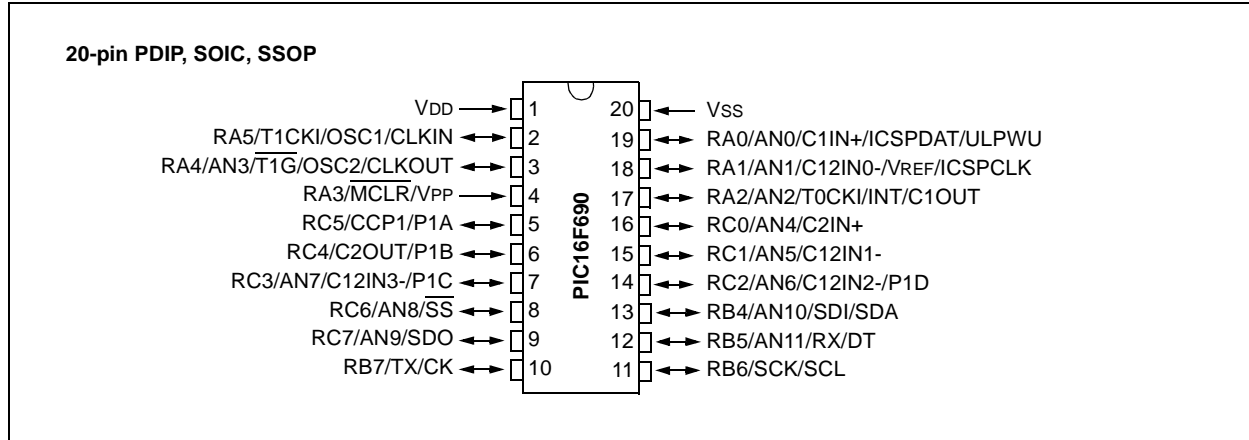 20-pin PDIP, SOIC, SSOP
VDD 1 20 VSS
RA5/T1CKI/OSC1/CLKIN 2 19 RA0/AN0/C1IN+/ICSPDAT/ULPWU
RA4/AN3/T1G/OSC2/CLKOUT 3 18 RA1/AN1/C12IN0-/VREF/ICSPCLK
RA3/MCLR/VPP 4 17 RA2/AN2/T0CKI/INT/C1OUT
RC5/CCP1/P1A 5 16 RC0/AN4/C2IN+
RC4/C2OUT/P1B 6 15 RC1/AN5/C12IN1-
RC3/AN7/C12IN3-/P1C 7 14 RC2/AN6/C12IN2-/P1D
RC6/AN8/SS 8 13 RB4/AN10/SDI/SDA
RC7/AN9/SDO 9 12 RB5/AN11/RX/DT
RB7/TX/CK 10 11 RB6/SCK/SCL
PIC16F690